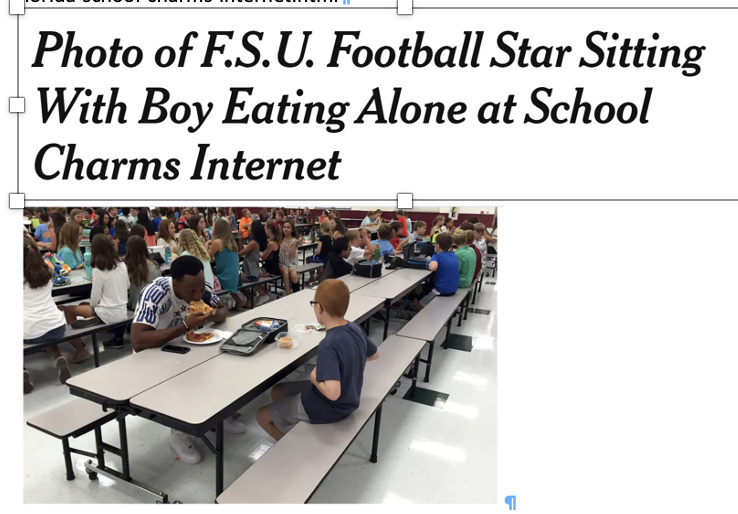 Photo of F.S.U. Football Star Sitting
With Boy Eating Alone at School
Charms Internet
¶